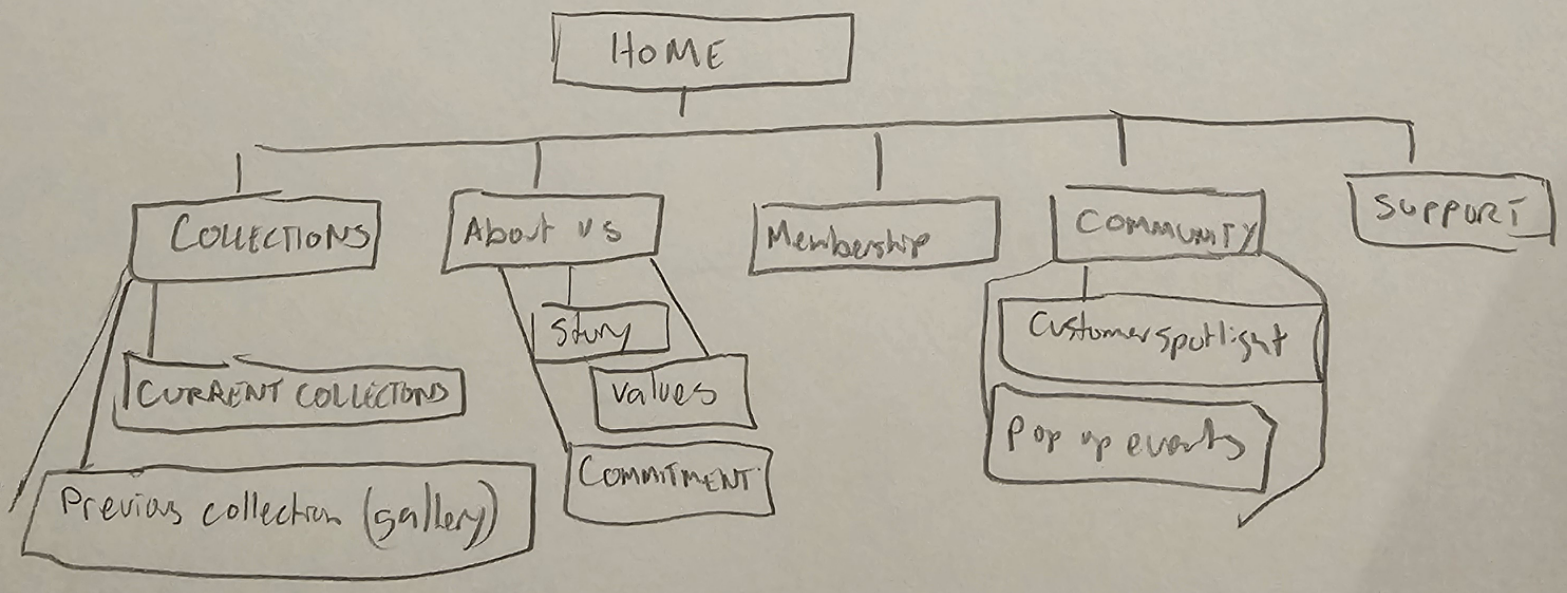 HOME
COLLECTIONS
About us
Membership
COMMUNITY
SUPPORT
Story
Customer spotlight
values
CURRENT COLLECTIONS
Pop up events
COMMITMENT
Previous collection (gallery)